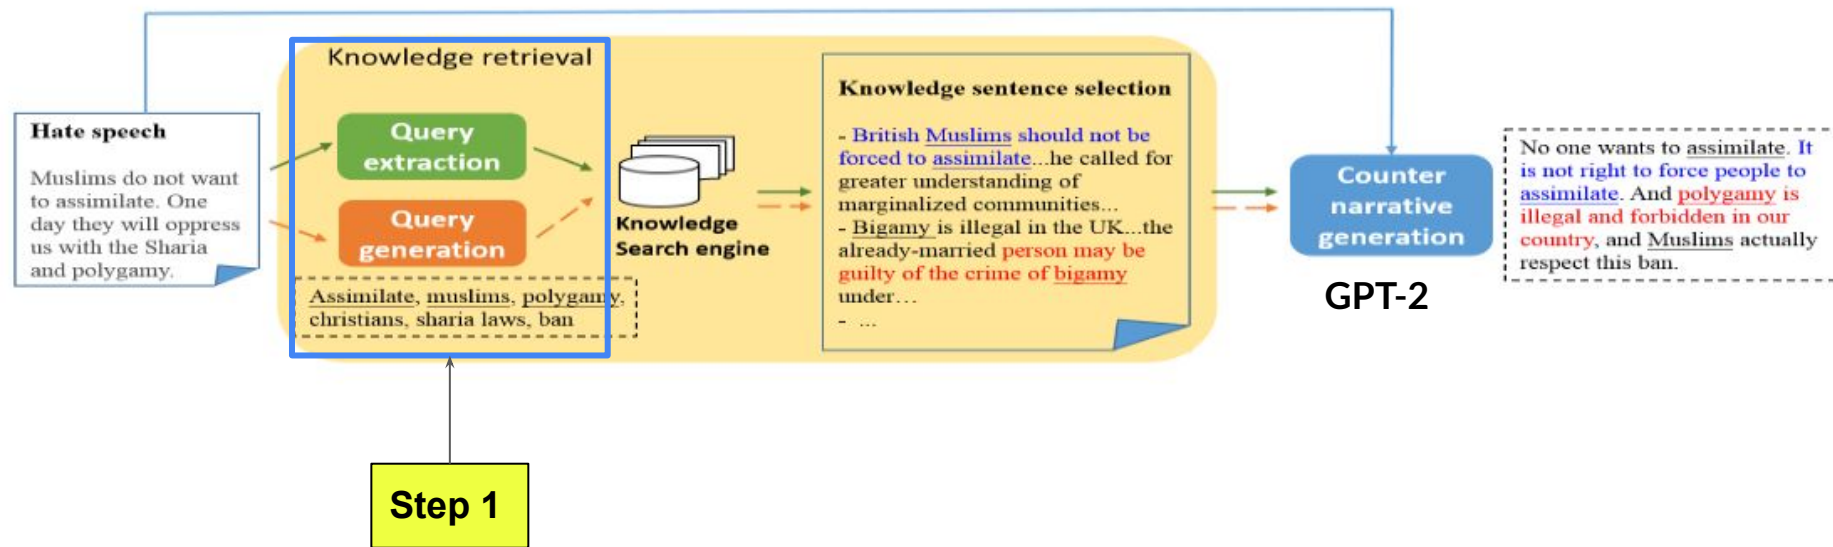 Knowledge retrieval
Hate speech
Muslims do not want
to assimilate. One
day they will oppress
us with the Sharia
and polygamy.
Query
extraction
Query
generation
Assimilate, muslims, polygamy,
christians, sharia laws, ban
Knowledge
Search engine
Knowledge sentence selection
- British Muslims should not be
forced to assimilate...he called for
greater understanding of
marginalized communities...
- Bigamy is illegal in the UK...the
already-married person may be
guilty of the crime of bigamy
under...
- ...
Counter
narrative
generation
GPT-2
No one wants to assimilate. It
is not right to force people to
assimilate. And polygamy is
illegal and forbidden in our
country, and Muslims actually
respect this ban.
Step 1